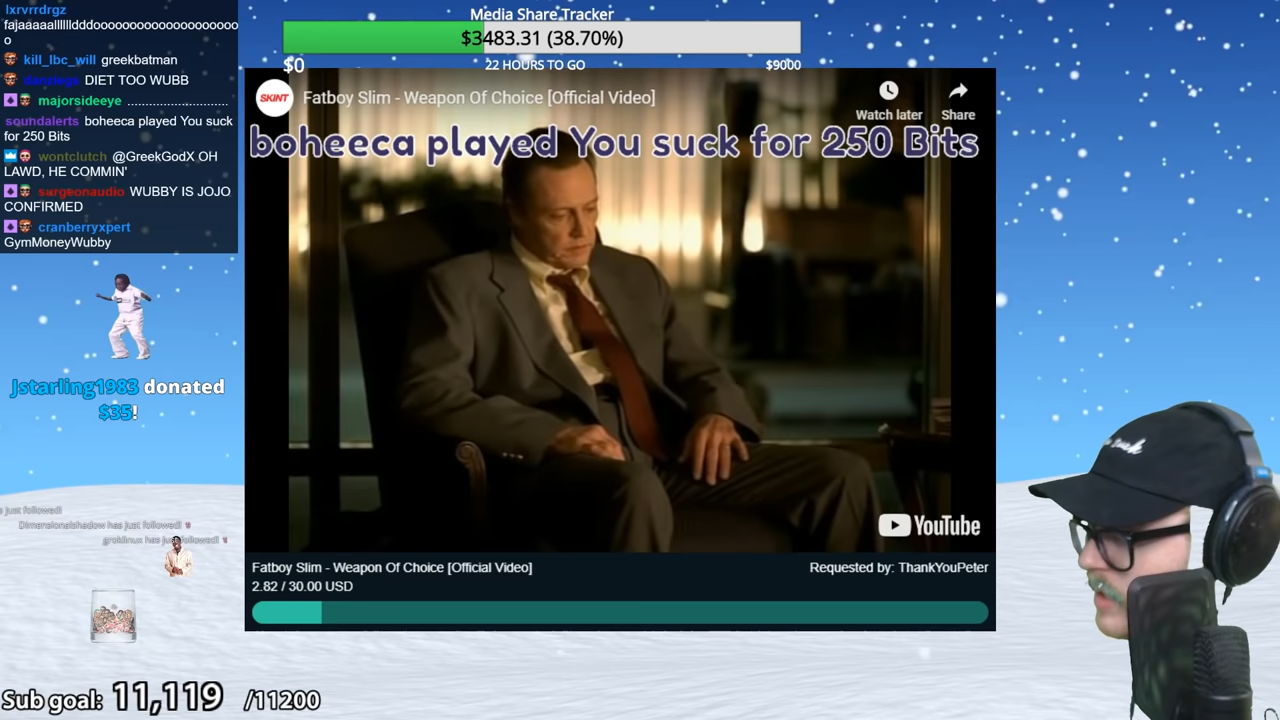 lxrvrrdrgz
fajaaaaallllllldddoooooooooooooooooooo
o
kill_lbc_will greekbatman
DIET TOO WUBB
majorsideeye ............................
soundalerts boheeca played You suck
for 250 Bits
wontclutch @GreekGodX OH
LAWD, HE COMMIN'
surgeonaudio WUBBY IS JOJO
CONFIRMED
cranberryxpert
GymMoneyWubby
Media Share Tracker
$3483.31 (38.70%)
$0
22 HOURS TO GO
$9000
SKINT
Fatboy Slim - Weapon Of Choice [Official Video]
Watch later
Share
boheeca played You suck for 250 Bits
Jstarling1983 donated
$35!
just followed!
Dimensionalshadow has just followed!
YouTube
Fatboy Slim - Weapon Of Choice [Official Video]
Requested by: ThankYouPeter
2.82 / 30.00 USD
Sub goal: 11,119 /11200